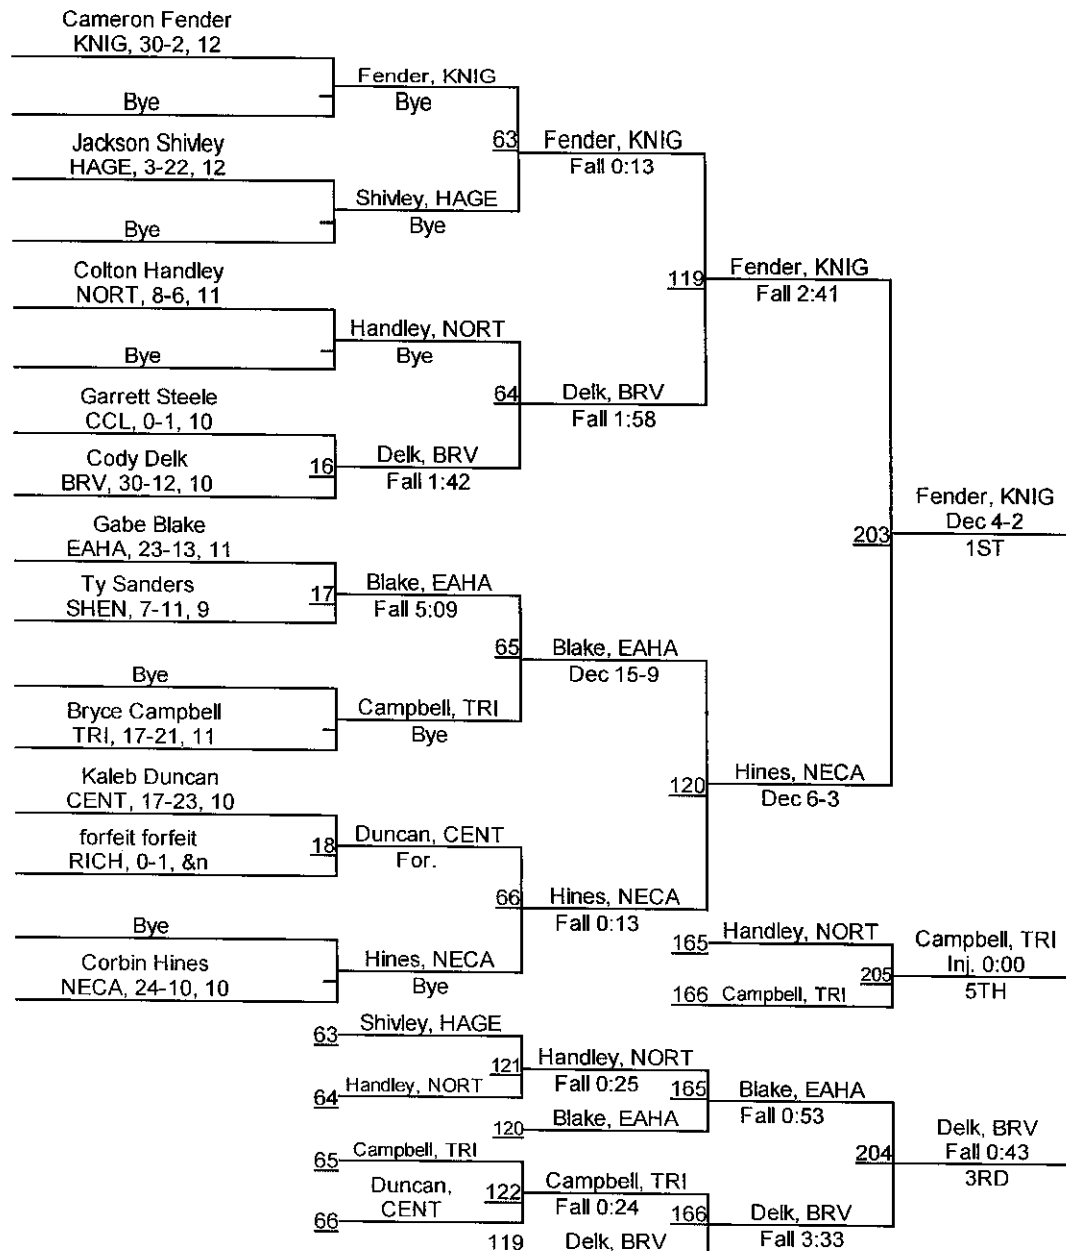 Cameron Fender
KNIG, 30-2, 12
Fender, KNIG
Bye
Bye
63
Fender, KNIG
Fall 0:13
Jackson Shivley
HAGE, 3-22, 12
Shivley, HAGE
Bye
Bye
119
Fender, KNIG
Fall 2:41
Colton Handley
NORT, 8-6, 11
Handley, NORT
Bye
Bye
64
Delk, BRV
Fall 1:58
Garrett Steele
CCL, 0-1, 10
16
Delk, BRV
Fall 1:42
Cody Delk
BRV, 30-12, 10
203
Fender, KNIG
Dec 4-2
1ST
Gabe Blake
EAHA, 23-13, 11
17
Blake, EAHA
Fall 5:09
Ty Sanders
SHEN, 7-11, 9
65
Blake, EAHA
Dec 15-9
Bye
Campbell, TRI
Bye
Bryce Campbell
TRI, 17-21, 11
120
Hines, NECA
Dec 6-3
Kaleb Duncan
CENT, 17-23, 10
18
Duncan, CENT
For.
forfeit forfeit
RICH, 0-1, &n
66
Hines, NECA
Fall 0:13
Bye
Hines, NECA
Bye
Corbin Hines
NECA, 24-10, 10
165
Handley, NORT
205
Campbell, TRI
Inj. 0:00
5TH
166
Campbell, TRI
63
Shivley, HAGE
121
Handley, NORT
Fall 0:25
64
Handley, NORT
165
Blake, EAHA
Fall 0:53
120
Blake, EAHA
204
Delk, BRV
Fall 0:43
3RD
65
Campbell, TRI
122
Campbell, TRI
Fall 0:24
Duncan,
CENT
66
166
Delk, BRV
Fall 3:33
119
Delk, BRV